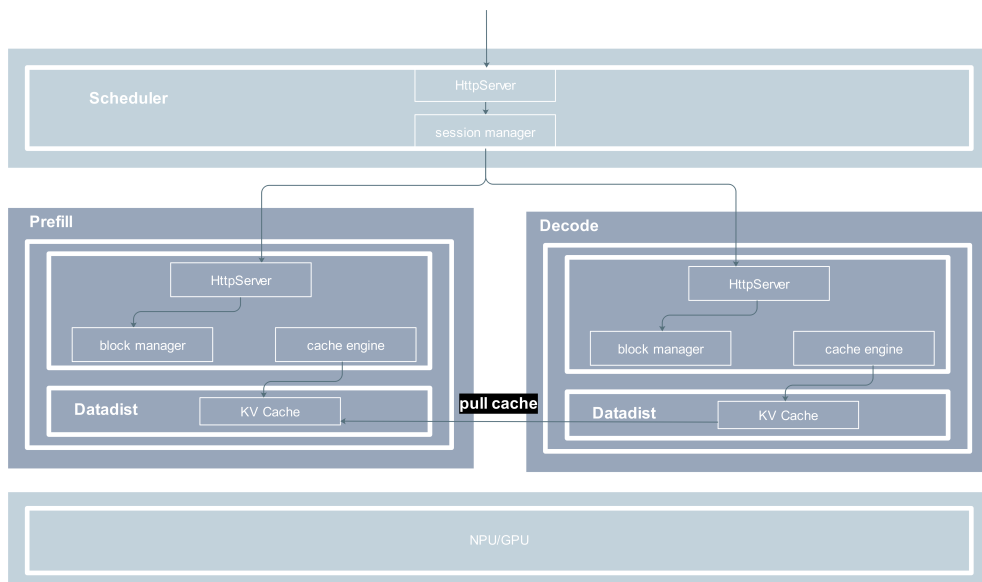 HttpServer
Scheduler
session manager
Prefill
HttpServer
block manager
cache engine
Datadist
KV Cache
pull cache
Decode
HttpServer
block manager
cache engine
Datadist
KV Cache
NPU/GPU